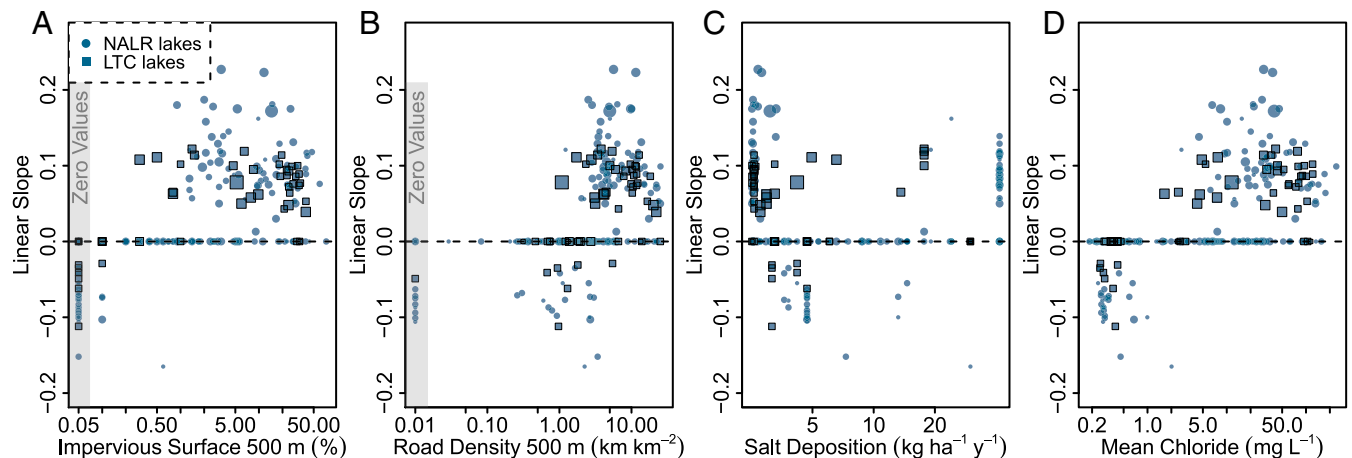 A
NALR lakes
LTC lakes
Zero Values
Linear Slope
0.2
0.1
0.0
−0.1
−0.2
0.05
0.50
5.00
50.00
Impervious Surface 500 m (%)
B
Zero Values
Linear Slope
0.2
0.1
0.0
−0.1
−0.2
0.01
0.10
1.00
10.00
Road Density 500 m (km km⁻²)
C
Linear Slope
0.2
0.1
0.0
−0.1
−0.2
5
10
20
Salt Deposition (kg ha⁻¹ y⁻¹)
D
Linear Slope
0.2
0.1
0.0
−0.1
−0.2
0.2
1.0
5.0
50.0
Mean Chloride (mg L⁻¹)